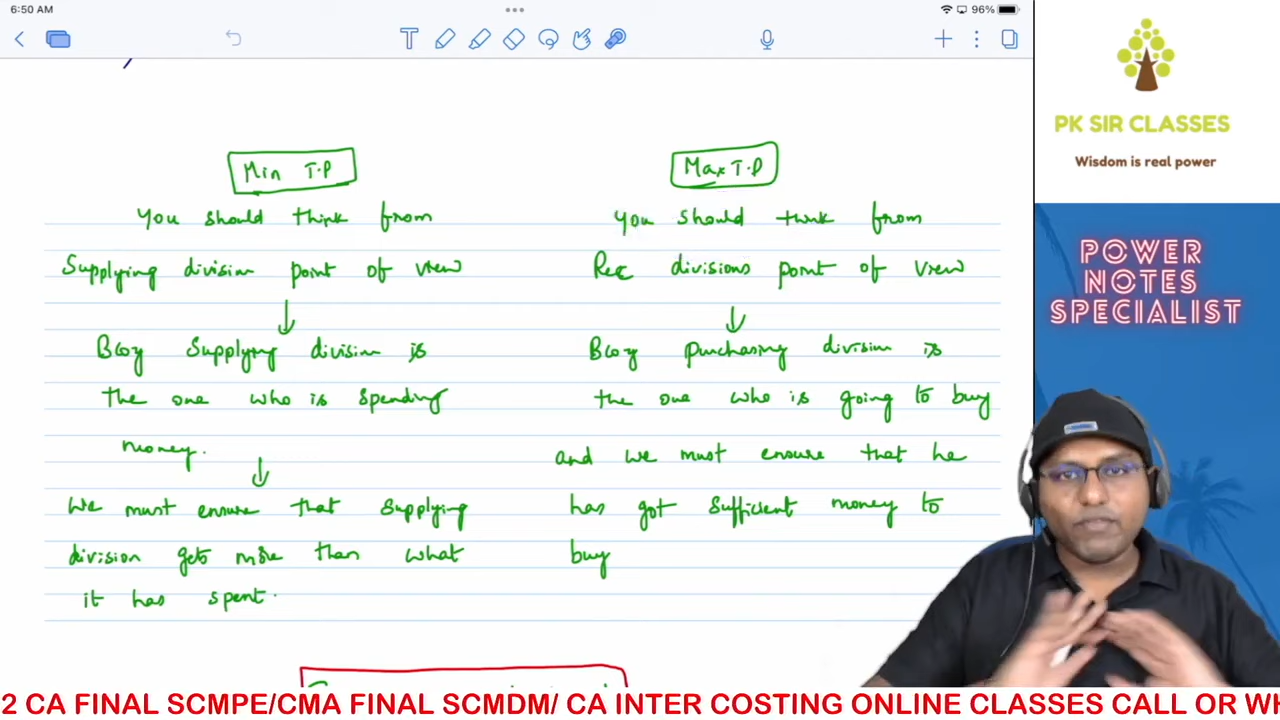 6:50 AM
96%
T
PK SIR CLASSES
Wisdom is real power
POWER
NOTES
SPECIALIST
Min T.P
You should think from
Supplying division point of view
Bcoz Supplying division is
the one who is spending
money.
We must ensure that supplying
division gets more than what
it has spent.
Max T.P
You should think from
Rec divisions point of view
Bcoz Purchasing division is
the one who is going to buy
and we must ensure that he
has got sufficient money to
buy
2 CA FINAL SCMPE/CMA FINAL SCMDM/ CA INTER COSTING ONLINE CLASSES CALL OR WH